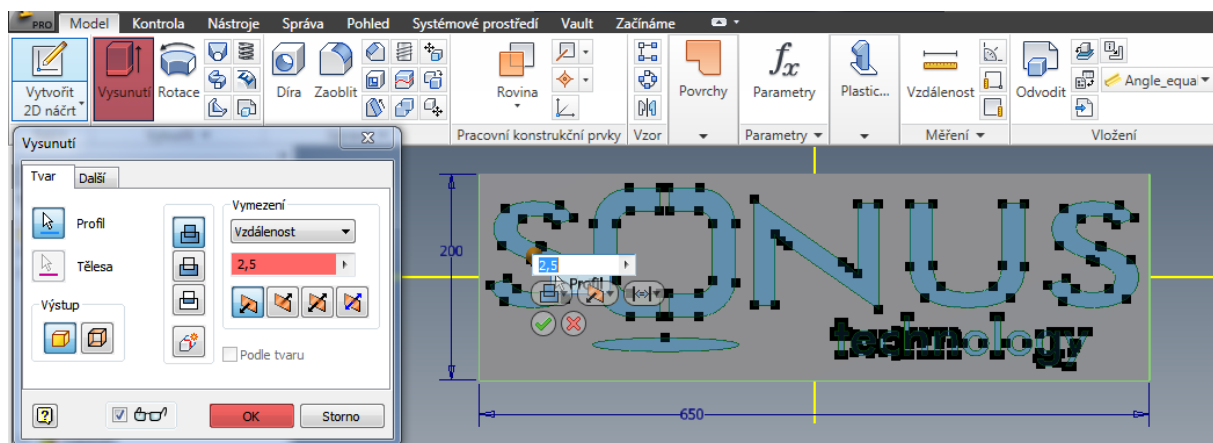 PRO Model Kontrola Nástroje Správa Pohled Systémové prostředí Vault Začínáme
Vytvořit
2D náčrt
Vysunutí
Rotace
Díra
Zaoblit
Rovina
Povrchy
fx
Parametry
Plastic...
Vzdálenost
Odvodit
Angle_equal
Pracovní konstrukční prvky
Vzor
Parametry
Měření
Vložení
Vysunutí
Tvar
Další
Profil
Tělesa
Výstup
Vymezení
Vzdálenost
2,5
Podle tvaru
OK
Storno
200
SONUS
2,5
Profil
technology
650